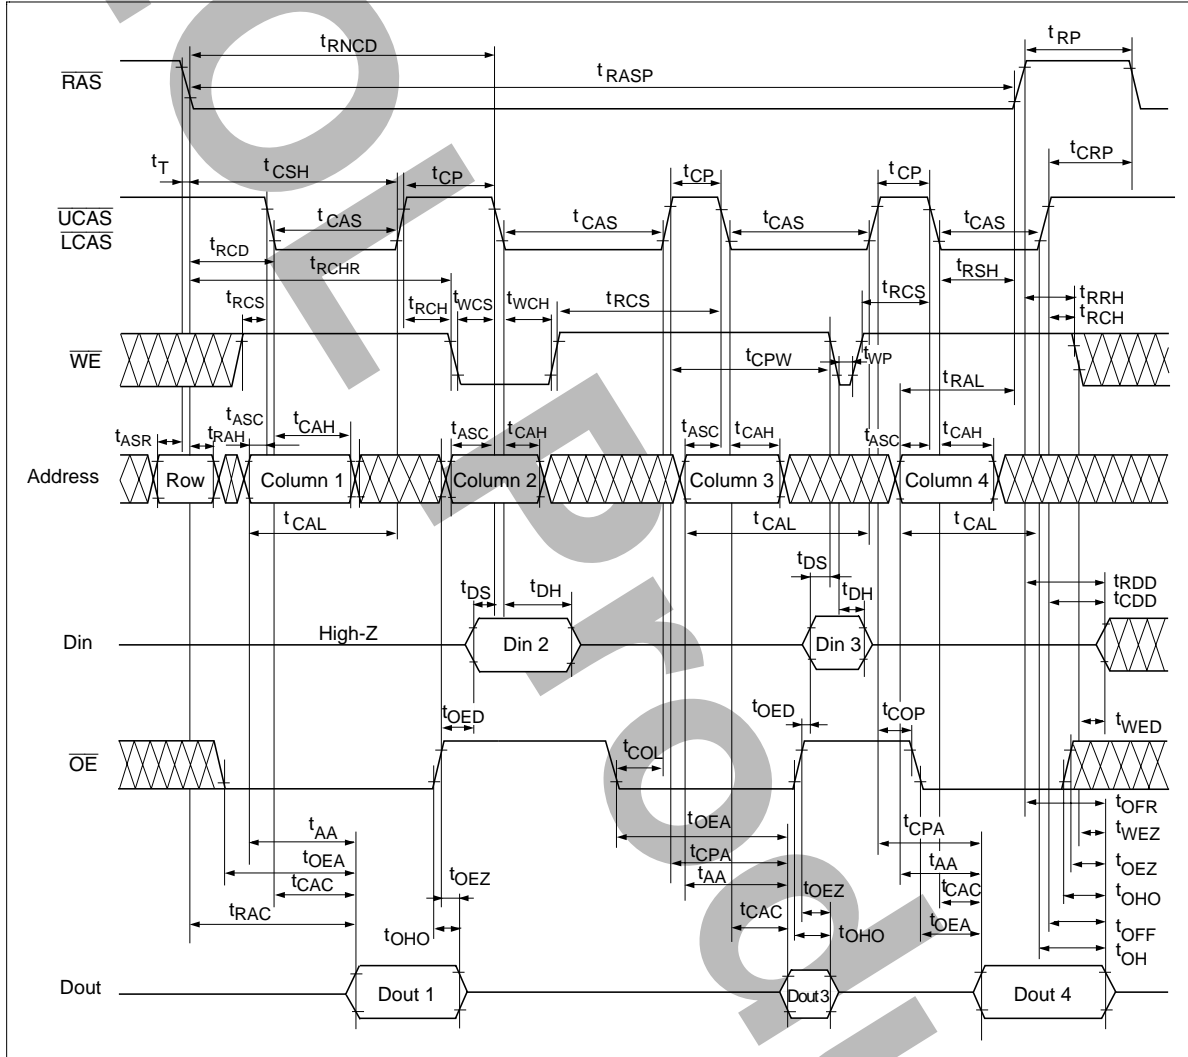 tRNCD
tRP
RAS
tRASP
tT
tCSH
tCP
tCP
tCP
tCRP
UCAS
LCAS
tCAS
tCAS
tCAS
tCAS
tRCD
tRCHR
tRSH
tRCS
tRCH
tWCS
tWCH
tRCS
tRCS
tRRH
tRCH
WE
tCPW
tWP
tRAL
tASR
tRAH
tASC
tCAH
tASC
tCAH
tASC
tCAH
tASC
tCAH
Address
Row
Column 1
Column 2
Column 3
Column 4
tCAL
tCAL
tCAL
tDS
tDH
tDS
tDH
tRDD
tCDD
Din
High-Z
Din 2
Din 3
tOED
tOED
tCOP
tWED
OE
tCOL
tOFR
tAA
tOEA
tCPA
tWEZ
tOEA
tCPA
tOEZ
tCAC
tOEZ
tAA
tOEZ
tAA
tCAC
tOHO
tRAC
tCAC
tOEA
tOHO
tOHO
tOFF
tOH
Dout
Dout 1
Dout3
Dout 4
OL Prod